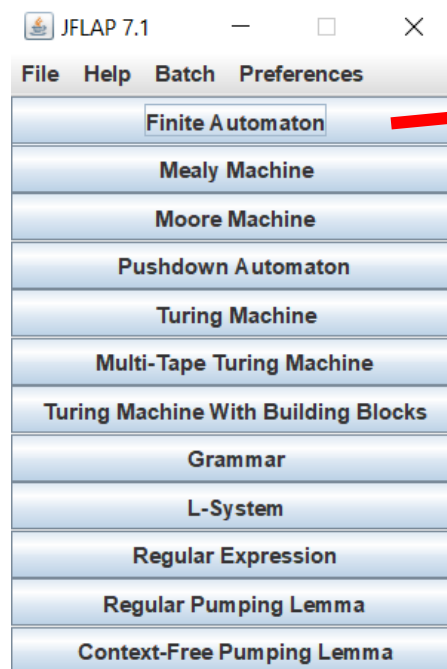 JFLAP 7.1
File Help Batch Preferences
Finite Automaton
Mealy Machine
Moore Machine
Pushdown Automaton
Turing Machine
Multi-Tape Turing Machine
Turing Machine With Building Blocks
Grammar
L-System
Regular Expression
Regular Pumping Lemma
Context-Free Pumping Lemma